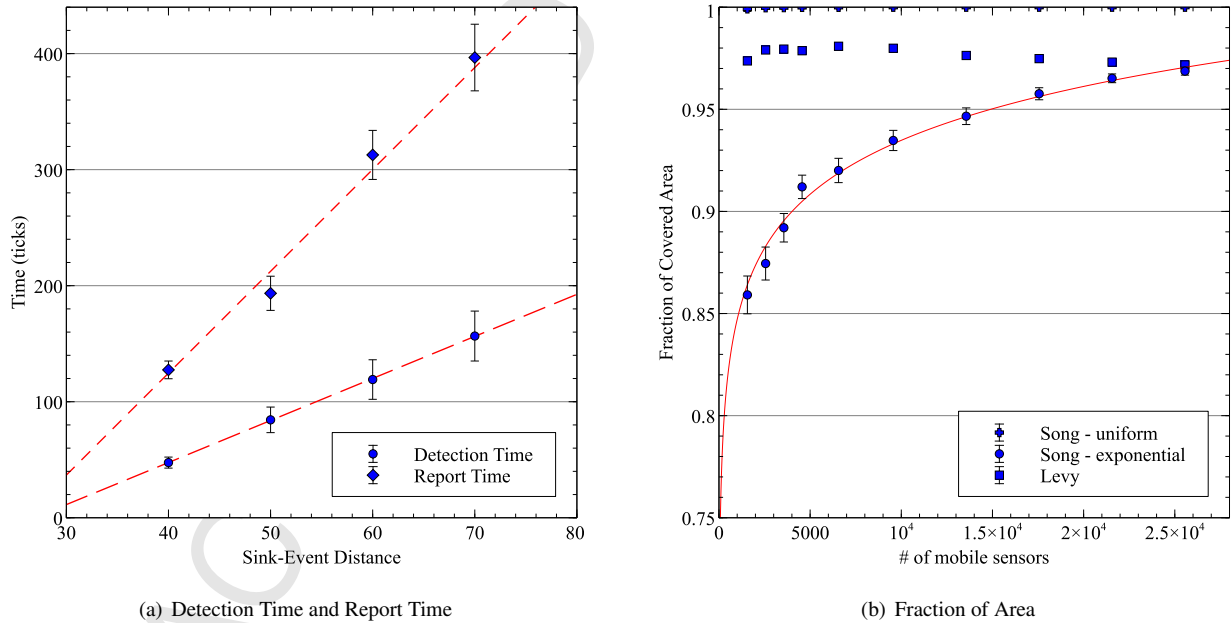 400
300
200
100
0
Time (ticks)
30 40 50 60 70 80
Sink-Event Distance
Detection Time
Report Time
(a) Detection Time and Report Time
1
0.95
0.9
0.85
0.8
0.75
Fraction of Covered Area
0 5000 10⁴ 1.5×10⁴ 2×10⁴ 2.5×10⁴
# of mobile sensors
Song - uniform
Song - exponential
Levy
(b) Fraction of Area